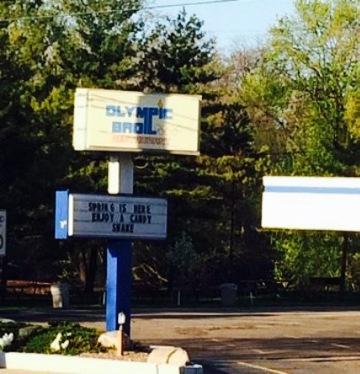 OLYMPIC
BROIL
SPRING IS HERE
ENJOY A CANDY
SHAKE